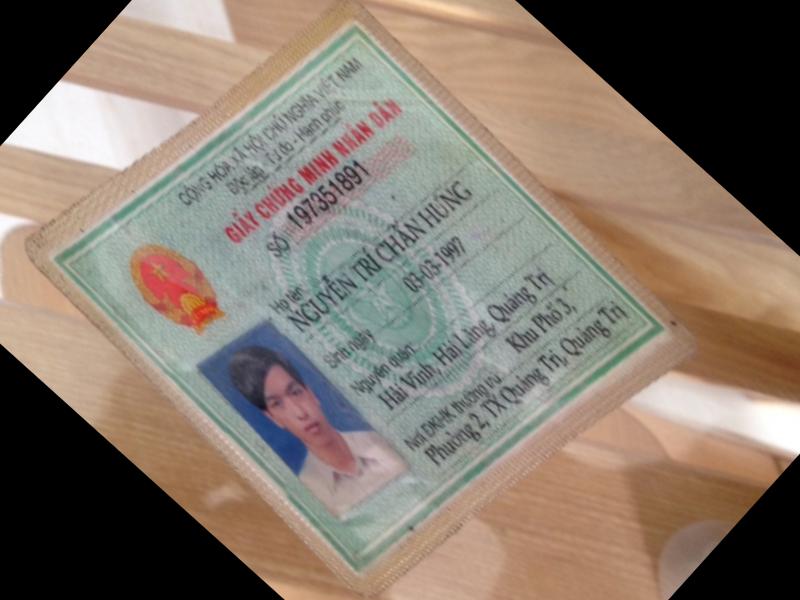 CỘNG HÒA XÃ HỘI CHỦ NGHĨA VIỆT NAM
Độc lập - Tự do - Hạnh phúc
GIẤY CHỨNG MINH NHÂN DÂN
SỐ 197351891
Họ tên:
NGUYỄN TRÍ CHẤN HƯNG
Sinh ngày 03-03-1997
Nguyên quán:
Hải Vĩnh, Hải Lăng, Quảng Trị
Nơi ĐKHK thường trú Khu Phố 3,
Phường 2, TX Quảng Trị, Quảng Trị